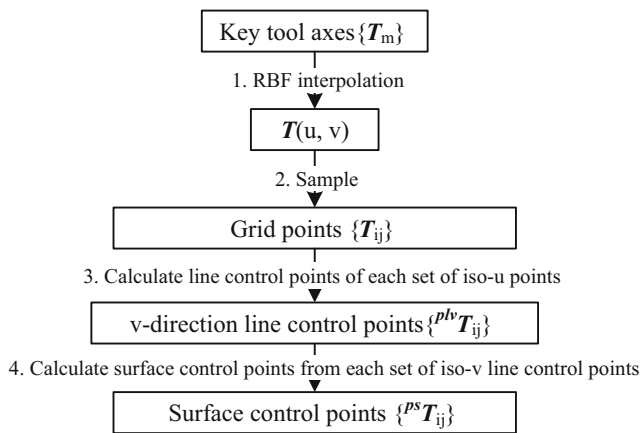 Key tool axes{Tm}
1. RBF interpolation
T(u, v)
2. Sample
Grid points {Tij}
3. Calculate line control points of each set of iso-u points
v-direction line control points{plvTij}
4. Calculate surface control points from each set of iso-v line control points
Surface control points {psTij}